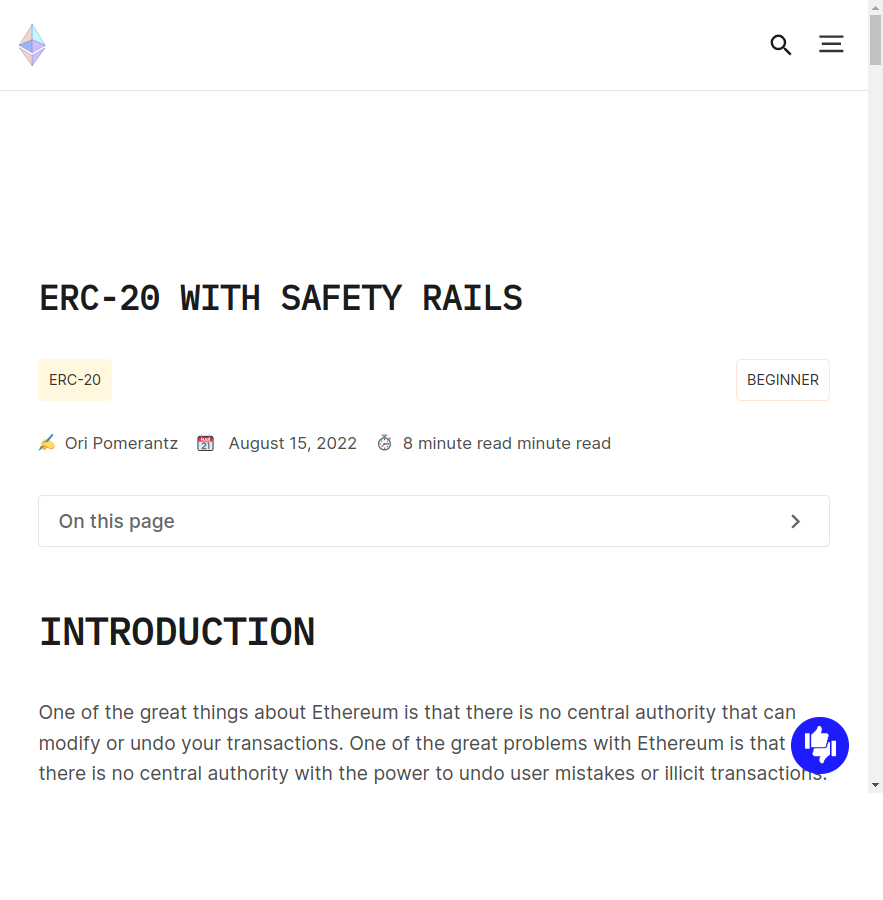 ERC-20 WITH SAFETY RAILS
ERC-20
BEGINNER
Ori Pomerantz August 15, 2022 8 minute read minute read
On this page
INTRODUCTION
One of the great things about Ethereum is that there is no central authority that can
modify or undo your transactions. One of the great problems with Ethereum is that
there is no central authority with the power to undo user mistakes or illicit transactions.